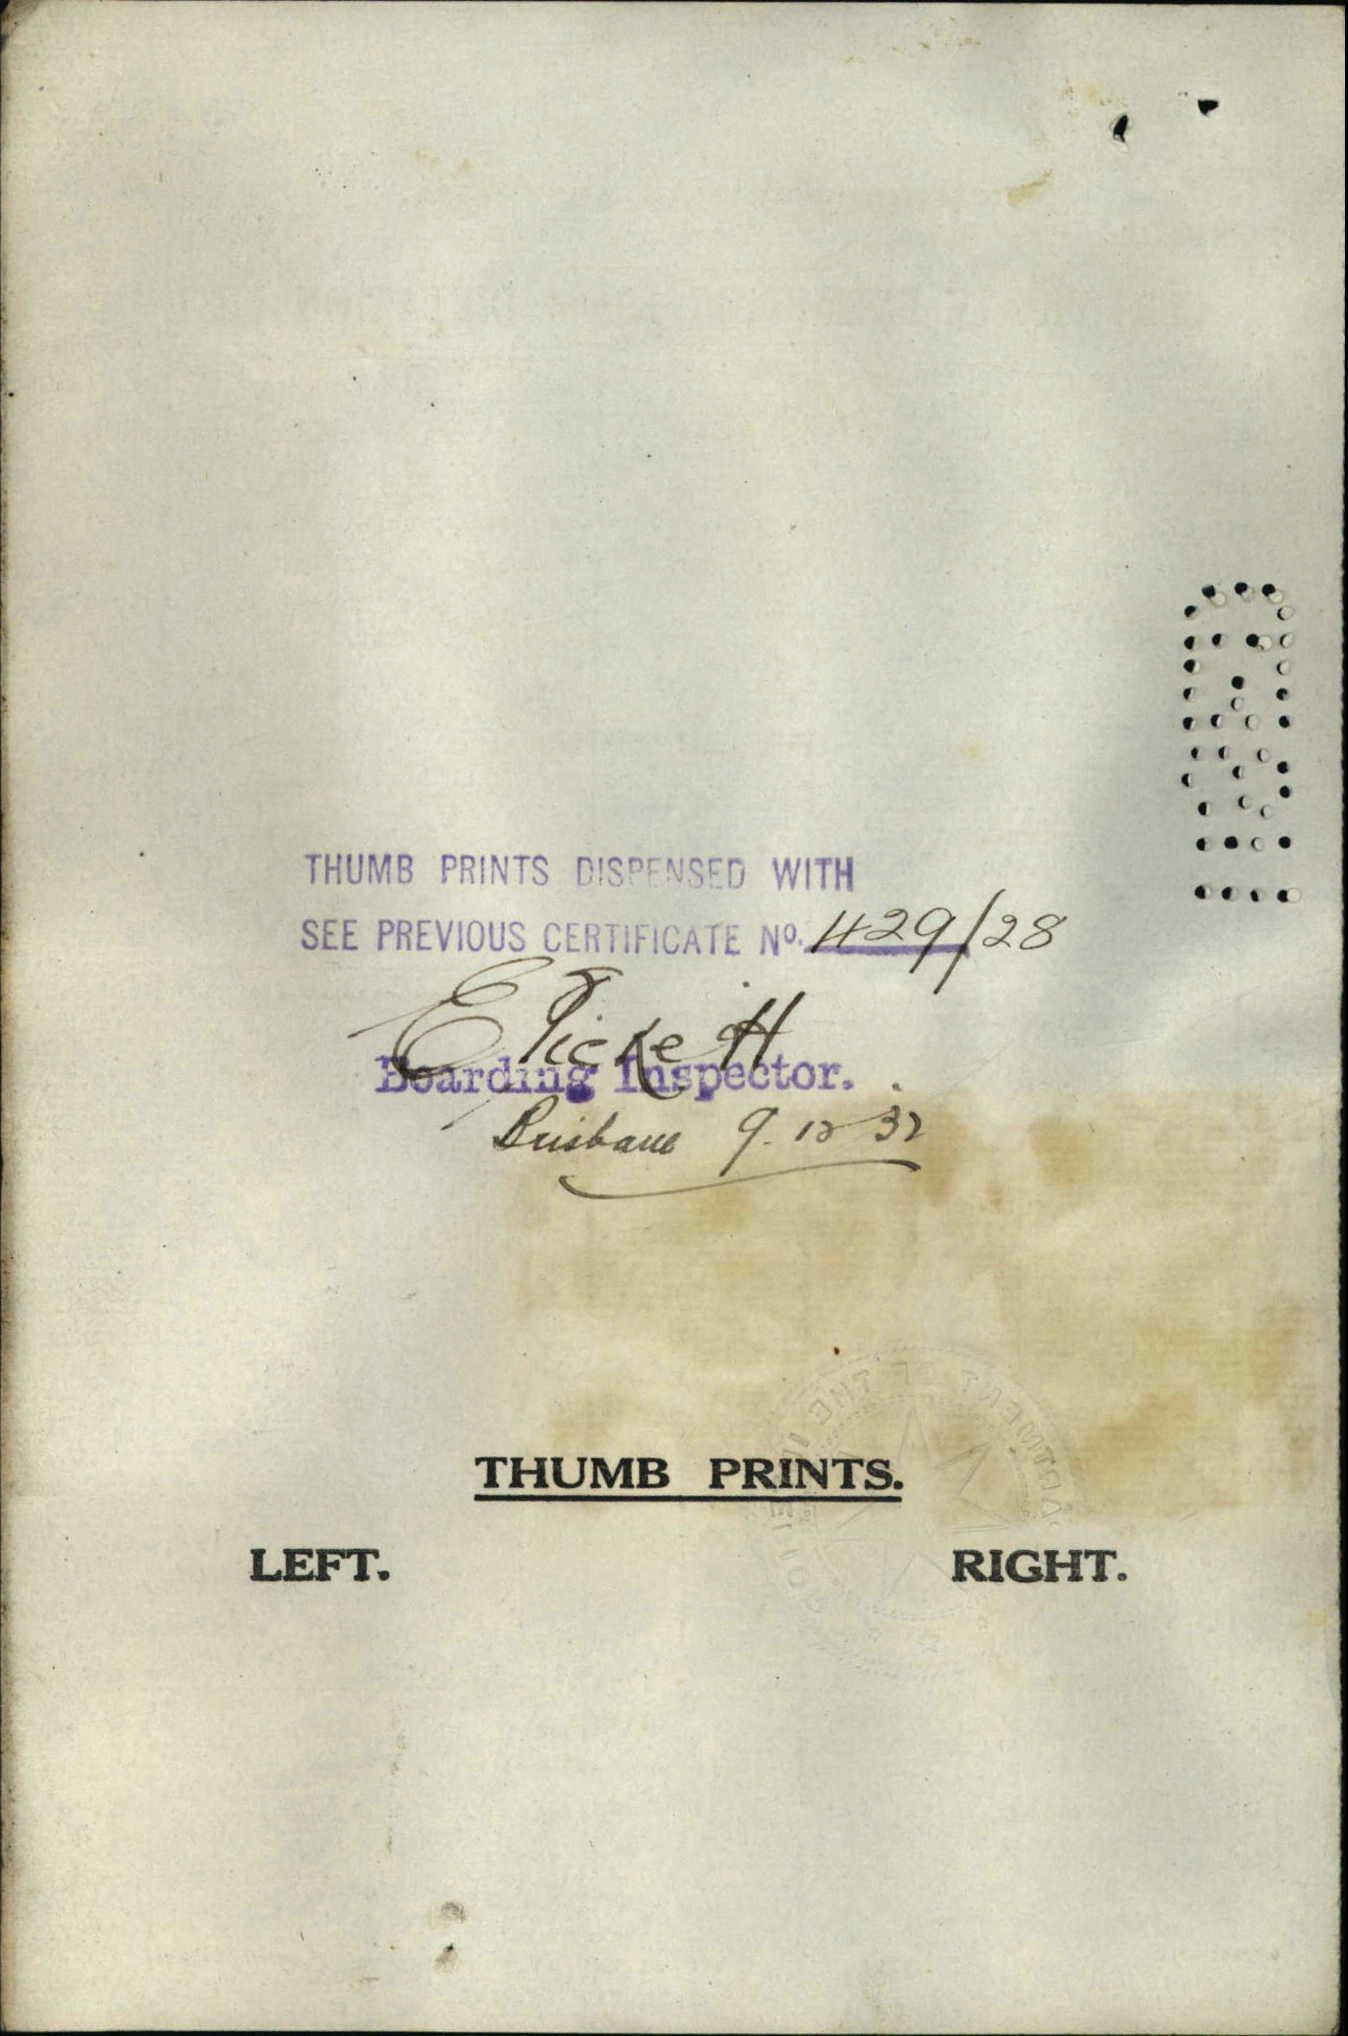 THUMB PRINTS DISPENSED WITH
SEE PREVIOUS CERTIFICATE No. 429/28
Boarding Inspector.
Brisbane 9. 12 32
THUMB PRINTS.
LEFT. RIGHT.